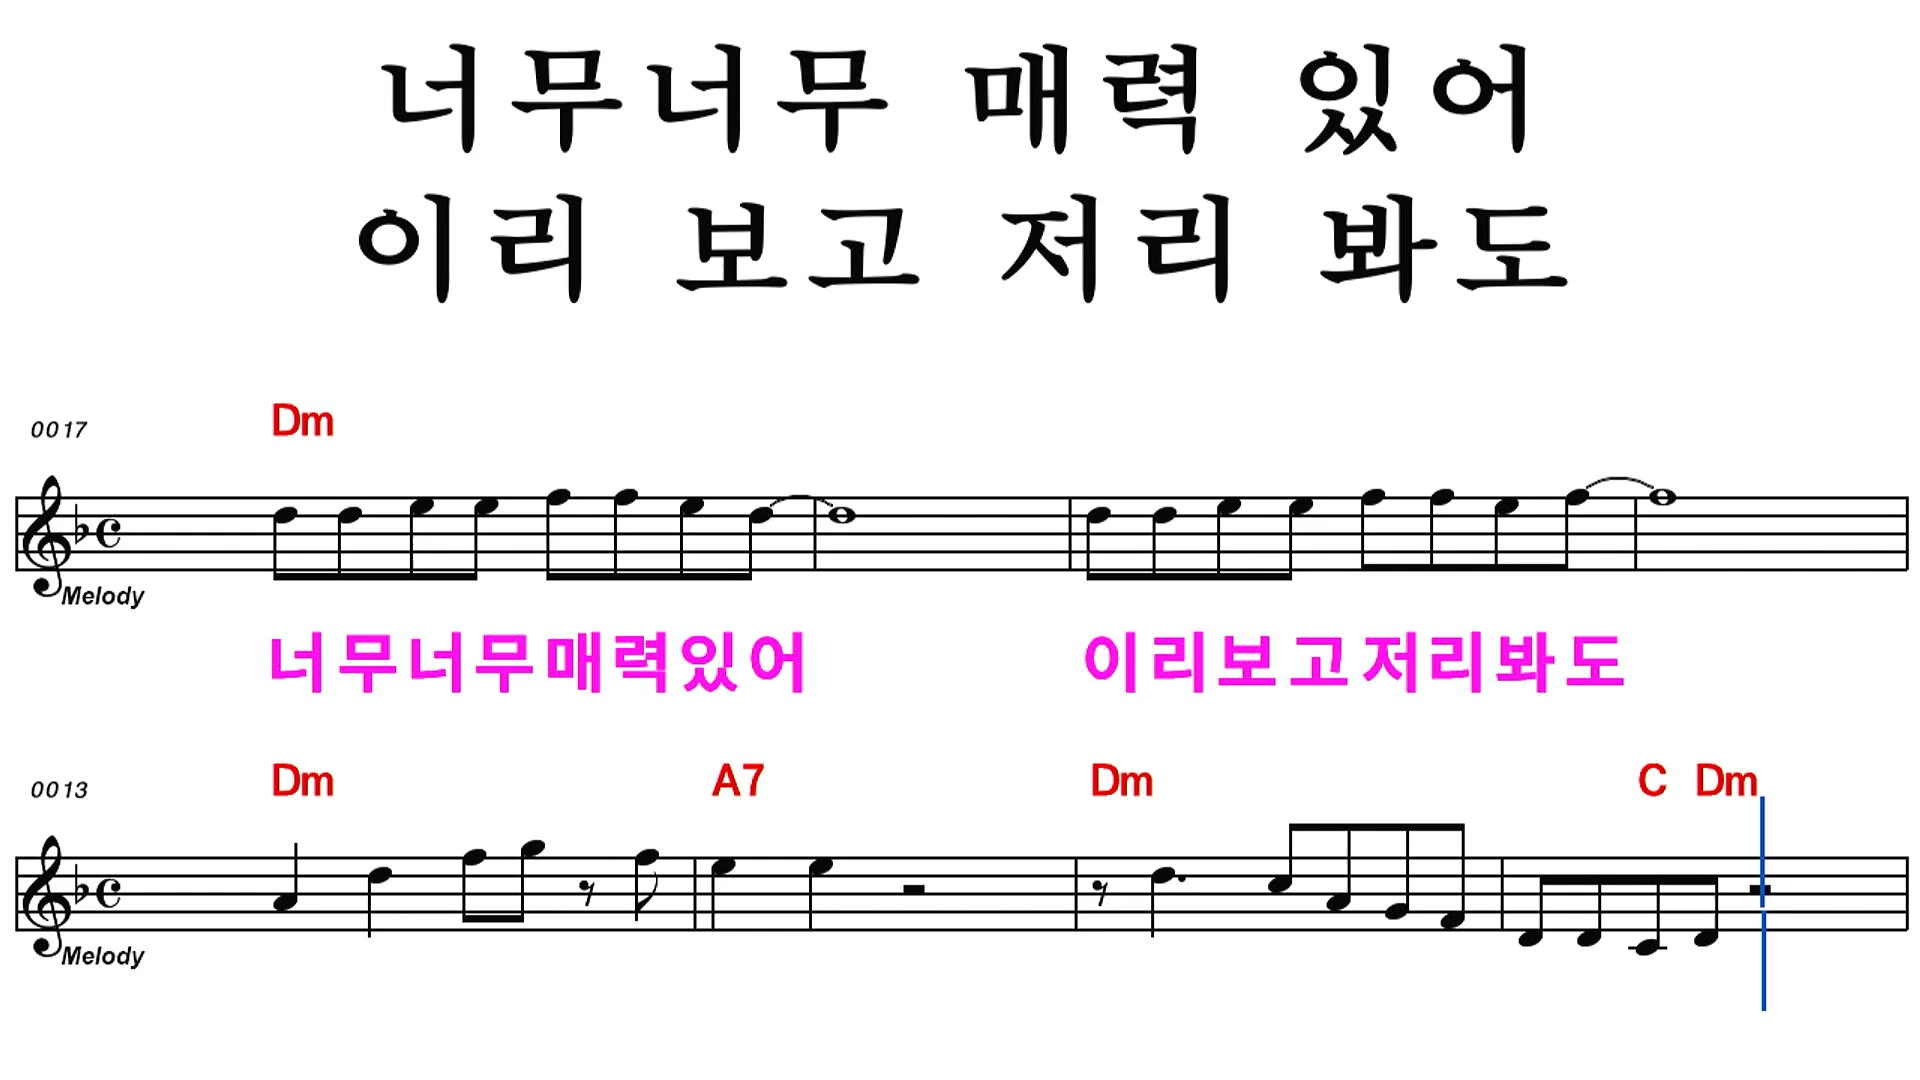 너무너무 매력 있어
이리 보고 저리 봐도
0017 Dm
Melody
너무너무매력있어 이리보고저리봐도
0013 Dm A7 Dm C Dm
Melody